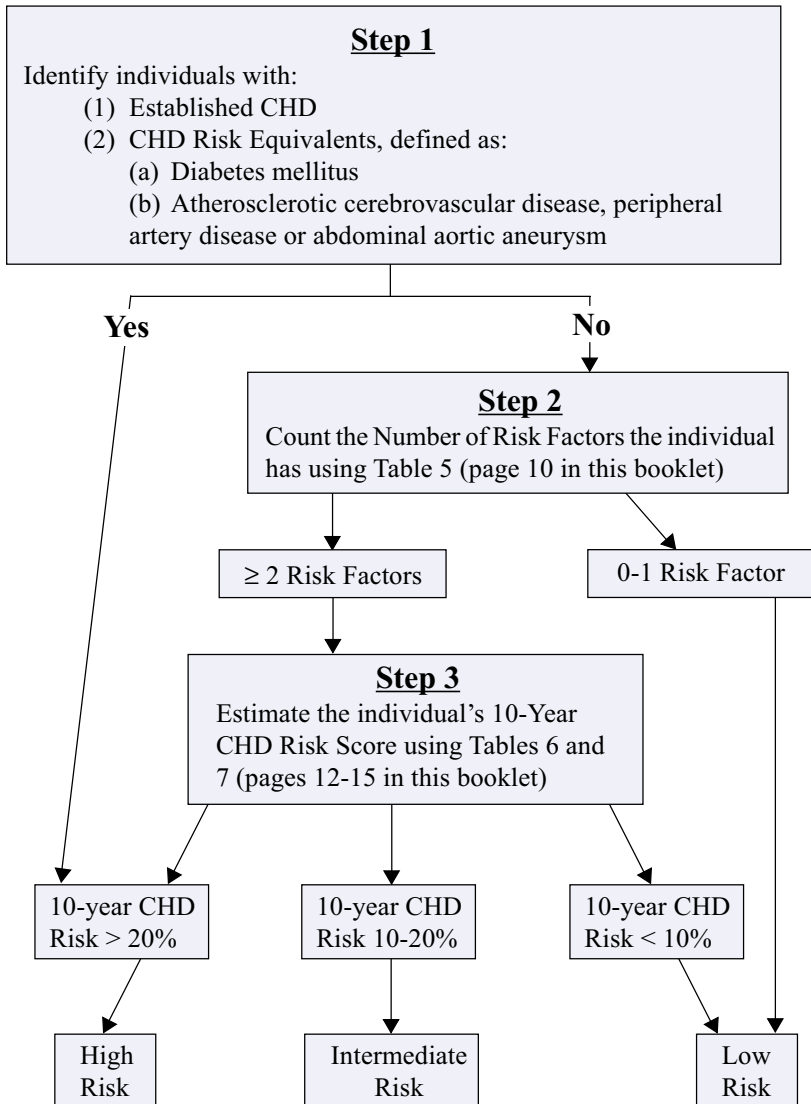 Step 1
Identify individuals with:
(1) Established CHD
(2) CHD Risk Equivalents, defined as:
(a) Diabetes mellitus
(b) Atherosclerotic cerebrovascular disease, peripheral
artery disease or abdominal aortic aneurysm
Yes
No
Step 2
Count the Number of Risk Factors the individual
has using Table 5 (page 10 in this booklet)
≥ 2 Risk Factors
0-1 Risk Factor
Step 3
Estimate the individual’s 10-Year
CHD Risk Score using Tables 6 and
7 (pages 12-15 in this booklet)
10-year CHD
Risk > 20%
10-year CHD
Risk 10-20%
10-year CHD
Risk < 10%
High
Risk
Intermediate
Risk
Low
Risk